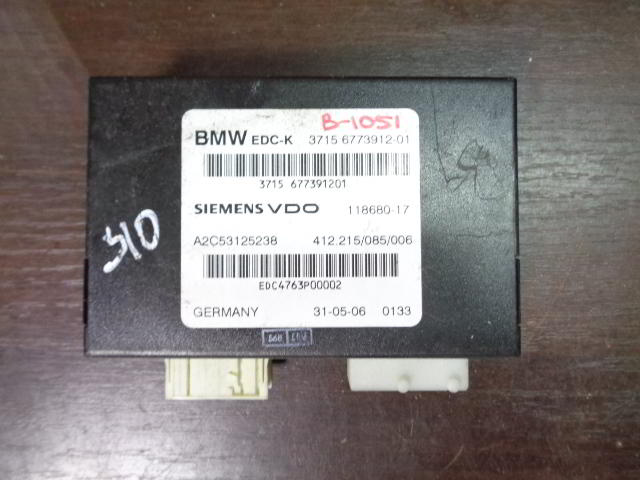 B-1051
BMW EDC-K 3715 6773912-01
3715 677391201
SIEMENS VDO 118680-17
A2C53125238 412.215/085/006
EDC4763P00002
GERMANY 31-05-06 0133
310